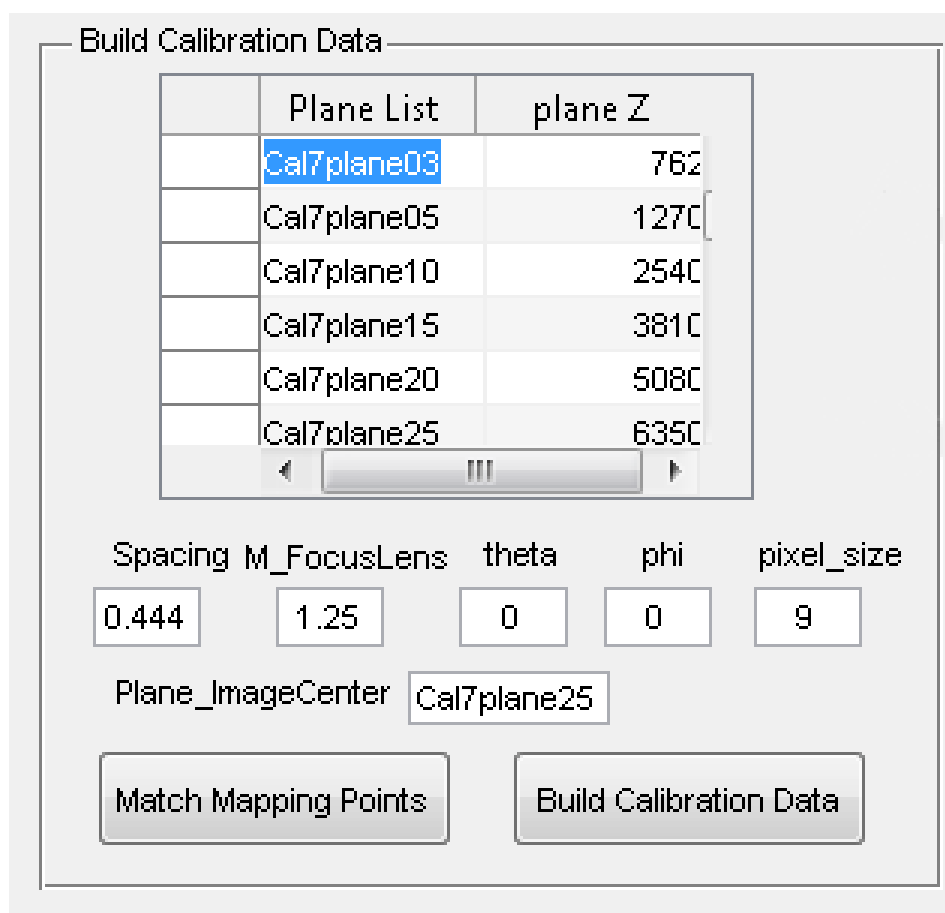 Build Calibration Data
Plane List plane Z
Cal7plane03 762
Cal7plane05 1270
Cal7plane10 2540
Cal7plane15 3810
Cal7plane20 5080
Cal7plane25 6350
Spacing M_FocusLens theta phi pixel_size
0.444 1.25 0 0 9
Plane_ImageCenter Cal7plane25
Match Mapping Points Build Calibration Data